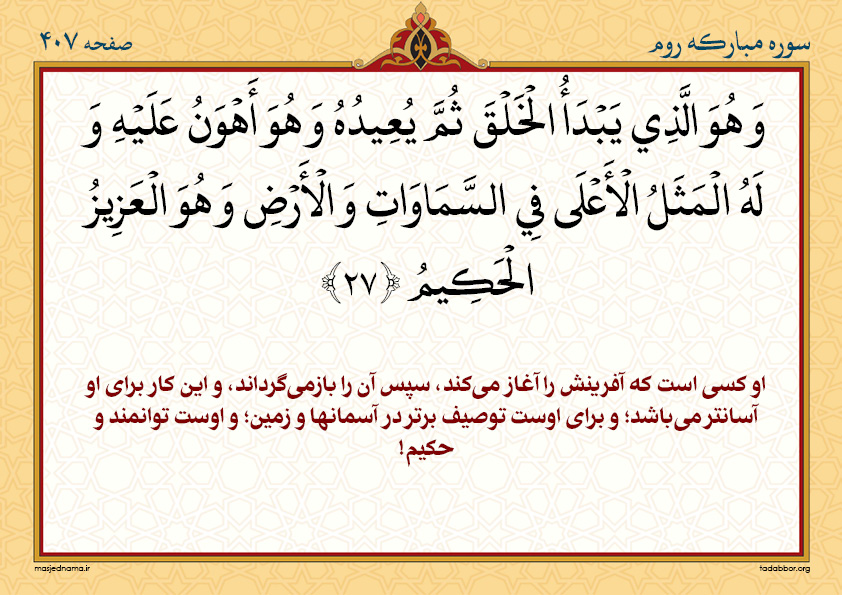 سوره مبارکه روم
صفحه ۴۰۷
وَ هُوَ الَّذِي يَبْدَأُ الْخَلْقَ ثُمَّ يُعِيدُهُ وَ هُوَ أَهْوَنُ عَلَيْهِ وَ
لَهُ الْمَثَلُ الْأَعْلَى فِي السَّمَاوَاتِ وَ الْأَرْضِ وَ هُوَ الْعَزِيزُ
الْحَكِيمُ ﴿۲۷﴾
او کسی است که آفرینش را آغاز می‌کند، سپس آن را بازمی‌گرداند، و این کار برای او
آسانتر می‌باشد؛ و برای اوست توصیف برتر در آسمانها و زمین؛ و اوست توانمند و
حکیم!
masjednama.ir
tadabbor.org